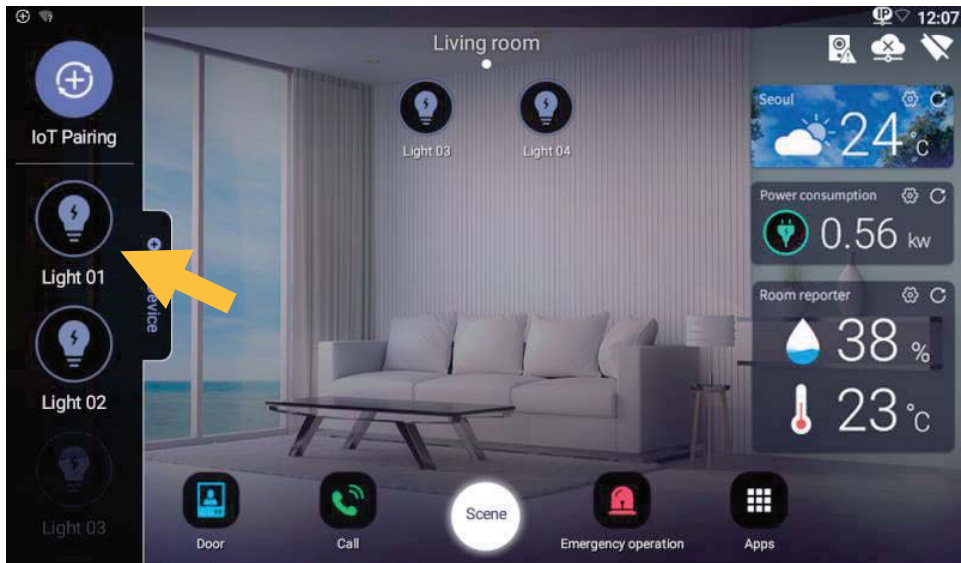 IP 12:07
Living room
IoT Pairing
Light 01
Light 02
Light 03
Light 03
Light 04
Seoul
24 °C
Power consumption
0.56 kw
Room reporter
38 %
23 °C
Door
Call
Scene
Emergency operation
Apps